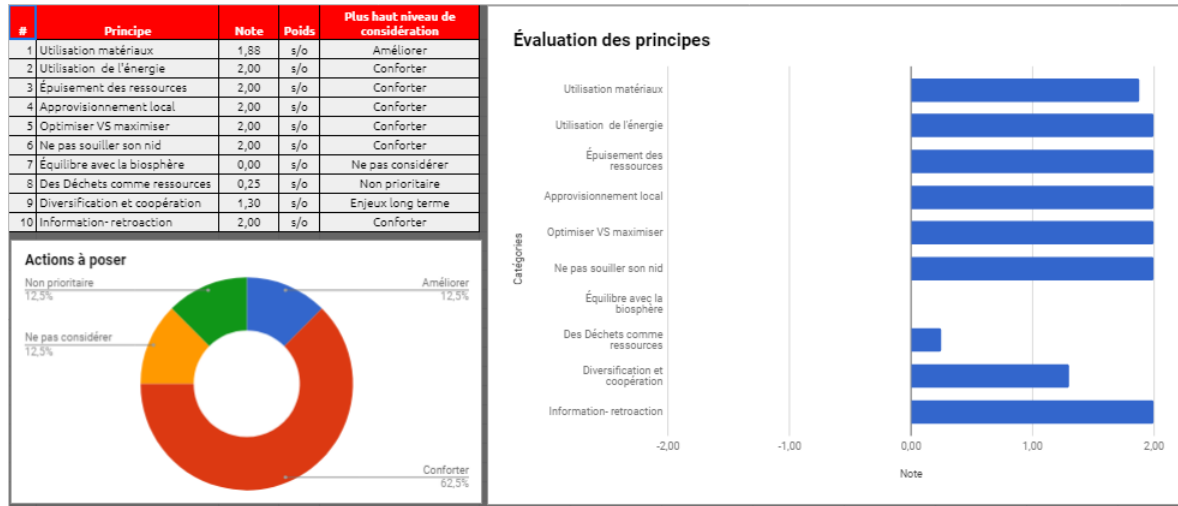 # Principe Note Poids Plus haut niveau de considération
1 Utilisation matériaux 1,88 s/o Améliorer
2 Utilisation de l'énergie 2,00 s/o Conforter
3 Épuisement des ressources 2,00 s/o Conforter
4 Approvisionnement local 2,00 s/o Conforter
5 Optimiser VS maximiser 2,00 s/o Conforter
6 Ne pas souiller son nid 2,00 s/o Conforter
7 Équilibre avec la biosphère 0,00 s/o Ne pas considérer
8 Des Déchets comme ressources 0,25 s/o Non prioritaire
9 Diversification et coopération 1,30 s/o Enjeux long terme
10 Information- retroaction 2,00 s/o Conforter
Actions à poser
Non prioritaire
12,5%
Améliorer
12,5%
Ne pas considérer
12,5%
Conforter
62,5%
Évaluation des principes
Catégories
Utilisation matériaux
Utilisation de l'énergie
Épuisement des
ressources
Approvisionnement local
Optimiser VS maximiser
Ne pas souiller son nid
Équilibre avec la
biosphère
Des Déchets comme
ressources
Diversification et
coopération
Information- retroaction
-2,00 -1,00 0,00 1,00 2,00
Note